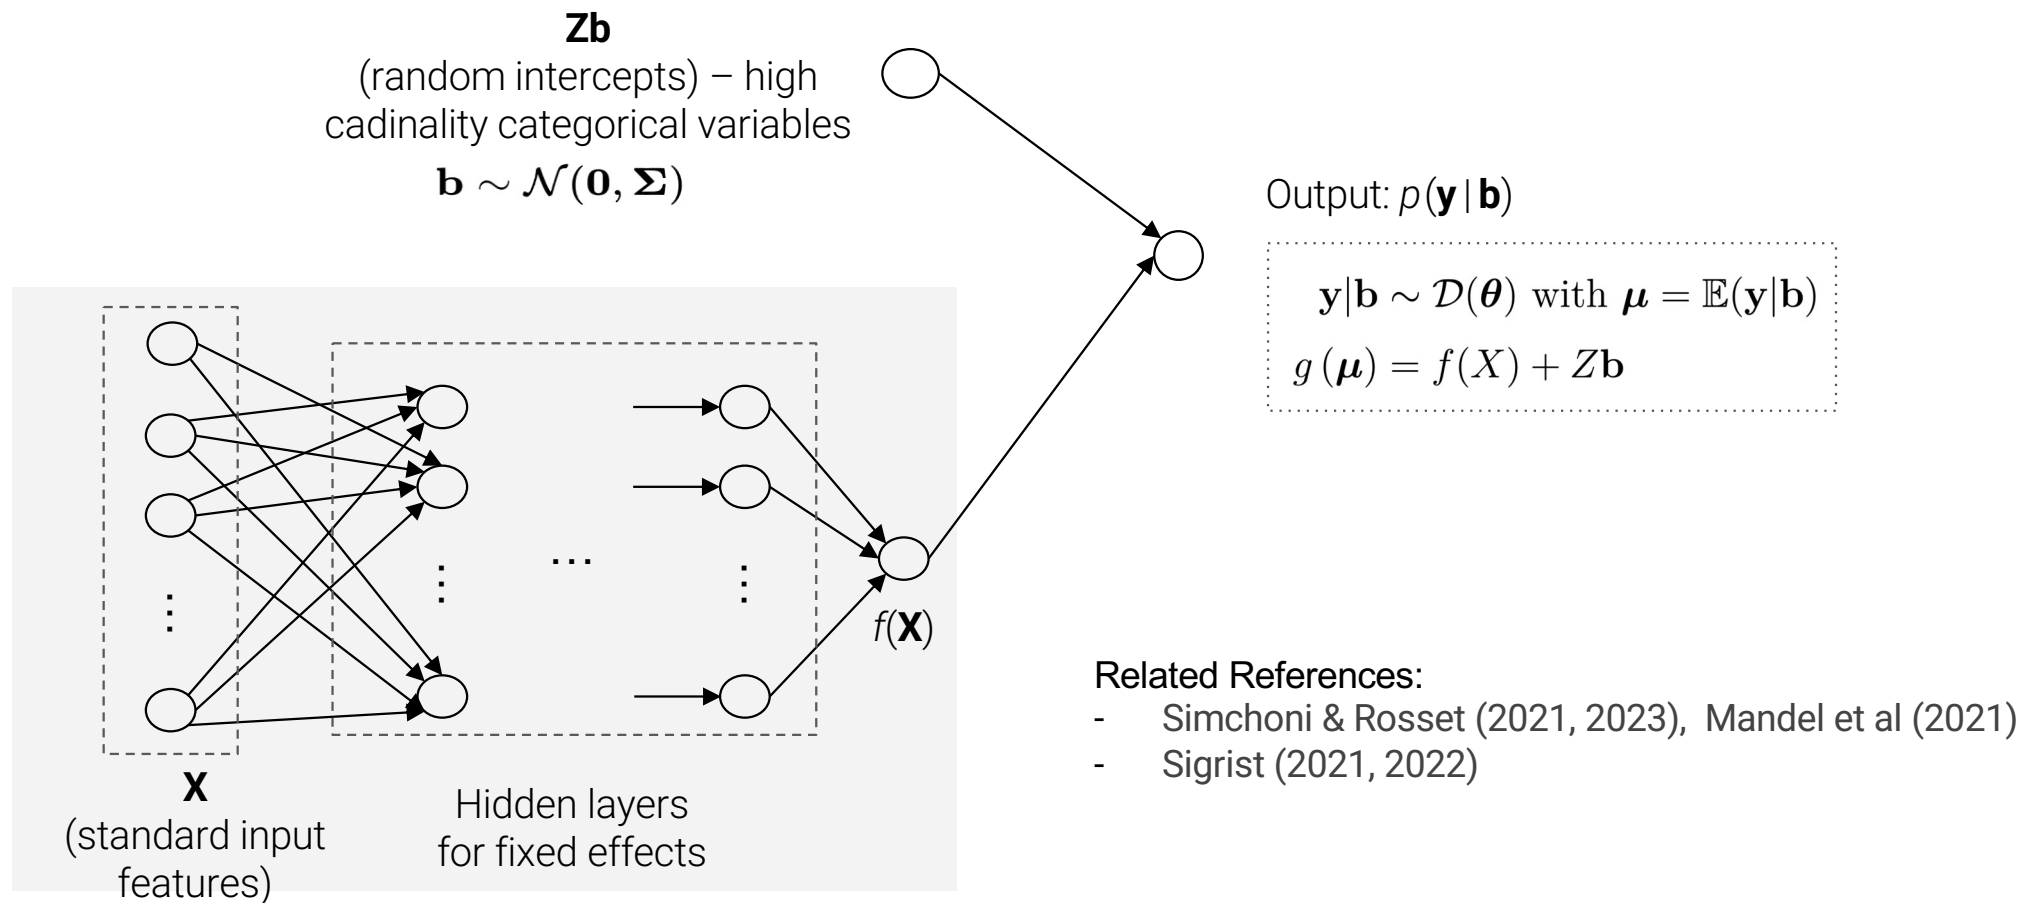 Zb
(random intercepts) – high
cadinality categorical variables
b ∼ 𝒩(0, Σ)
Output: p(y|b)
y|b ∼ 𝒟(θ) with μ = 𝔼(y|b)
g (μ) = f(X) + Zb
⋮
⋮
...
⋮
f(X)
X
(standard input
features)
Hidden layers
for fixed effects
Related References:
- Simchoni & Rosset (2021, 2023), Mandel et al (2021)
- Sigrist (2021, 2022)